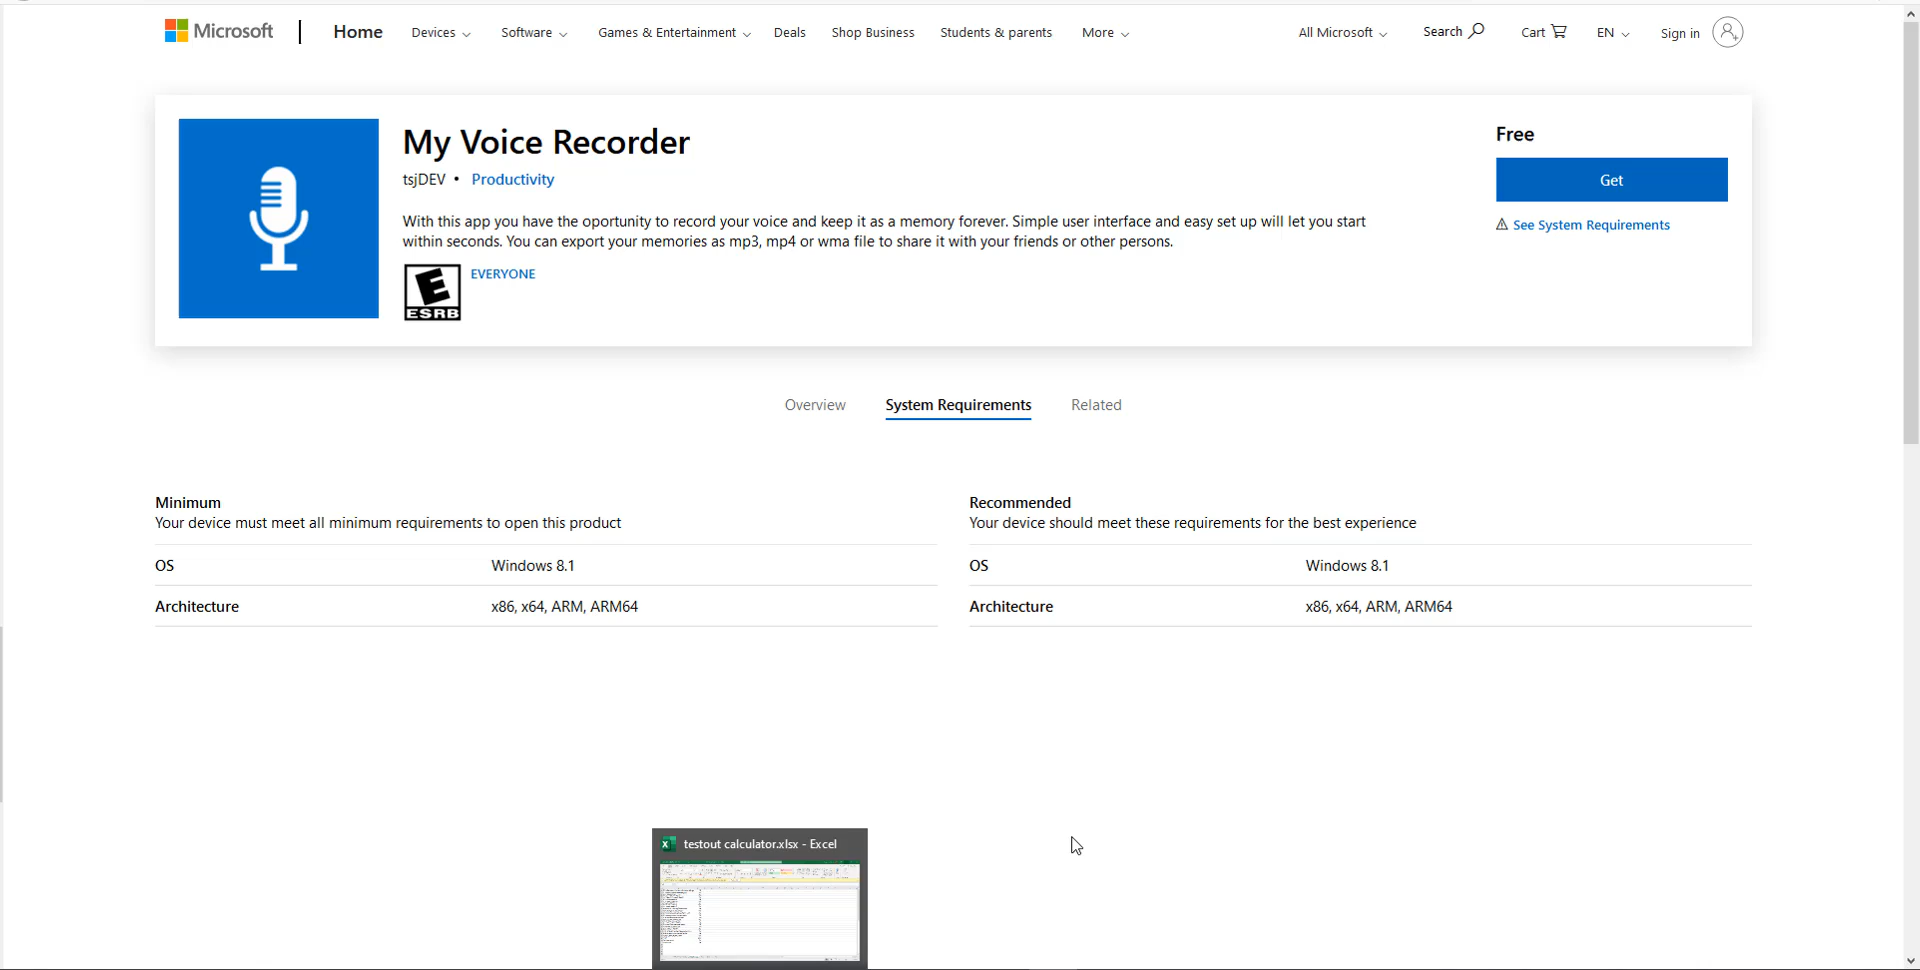 Microsoft Home Devices Software Games & Entertainment Deals Shop Business Students & parents More All Microsoft Search Cart EN Sign in
My Voice Recorder
tsjDEV • Productivity
With this app you have the oportunity to record your voice and keep it as a memory forever. Simple user interface and easy set up will let you start
within seconds. You can export your memories as mp3, mp4 or wma file to share it with your friends or other persons.
E
ESRB
EVERYONE
Free
Get
See System Requirements
Overview System Requirements Related
Minimum
Your device must meet all minimum requirements to open this product
OS Windows 8.1
Architecture x86, x64, ARM, ARM64
Recommended
Your device should meet these requirements for the best experience
OS Windows 8.1
Architecture x86, x64, ARM, ARM64
testout calculator.xlsx - Excel